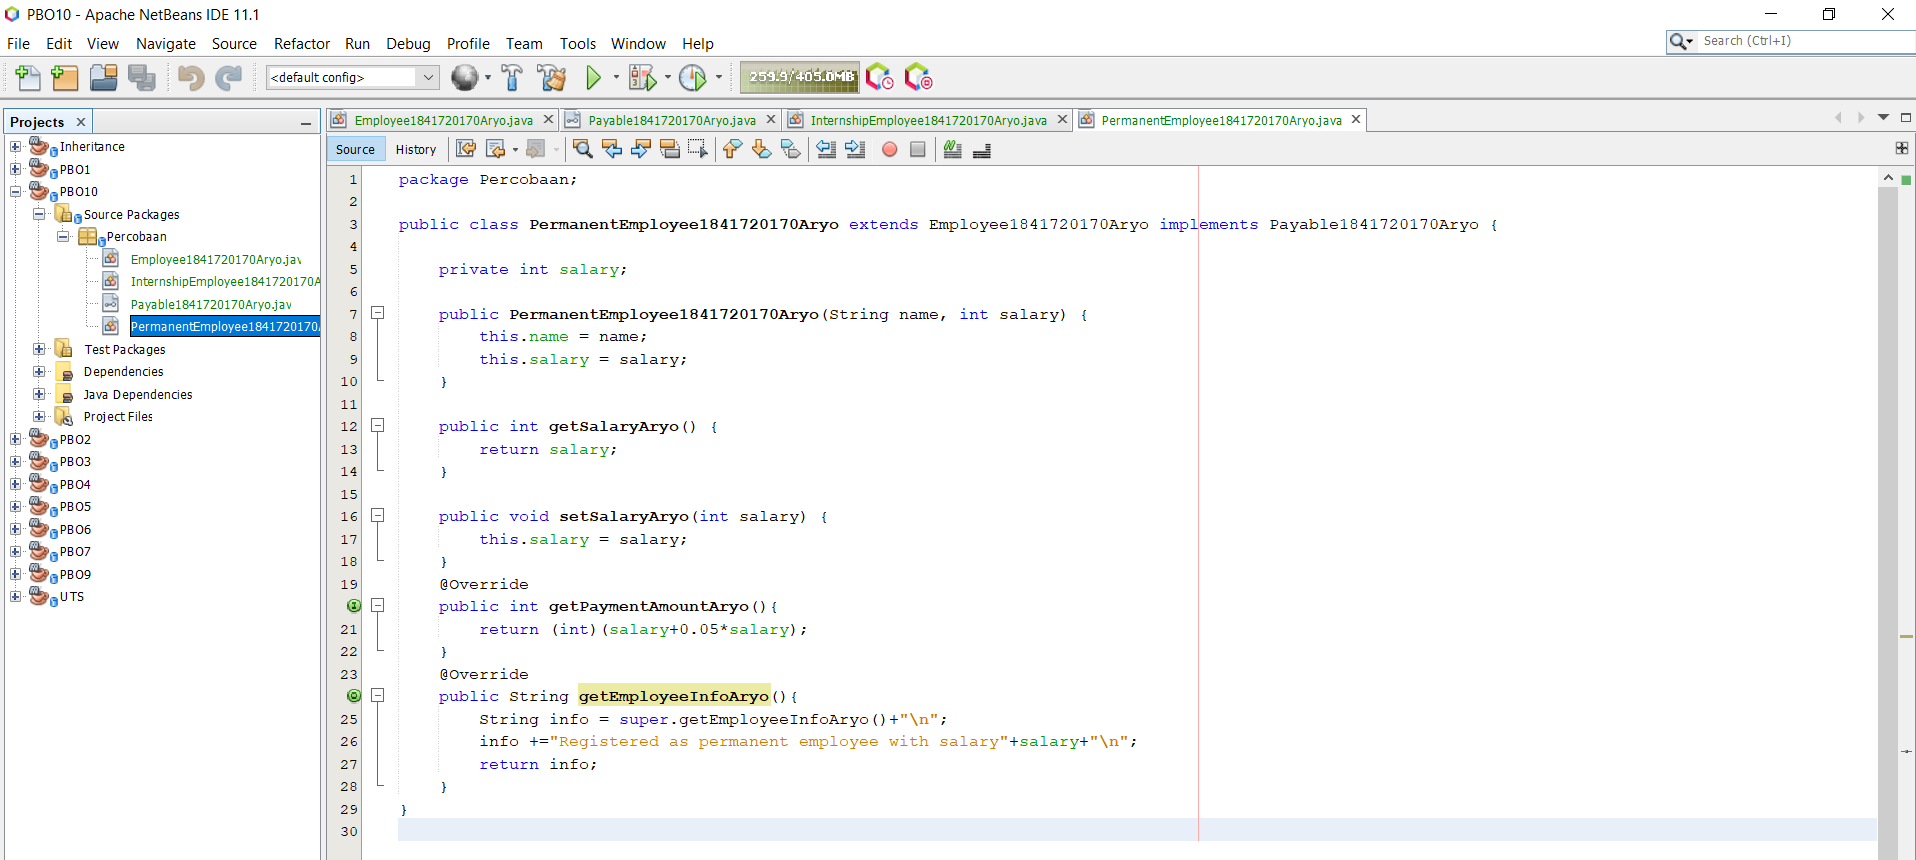 PBO10 - Apache NetBeans IDE 11.1
File Edit View Navigate Source Refactor Run Debug Profile Team Tools Window Help
Search (Ctrl+I)
<default config>
259.9/405.0MB
Projects
Inheritance
PBO1
PBO10
Source Packages
Percobaan
Employee1841720170Aryo.jav
InternshipEmployee1841720170A
Payable1841720170Aryo.jav
PermanentEmployee1841720170
Test Packages
Dependencies
Java Dependencies
Project Files
PBO2
PBO3
PBO4
PBO5
PBO6
PBO7
PBO9
UTS
Employee1841720170Aryo.java Payable1841720170Aryo.java InternshipEmployee1841720170Aryo.java PermanentEmployee1841720170Aryo.java
Source History
1 package Percobaan;
2
3 public class PermanentEmployee1841720170Aryo extends Employee1841720170Aryo implements Payable1841720170Aryo {
4
5 private int salary;
6
7 public PermanentEmployee1841720170Aryo(String name, int salary) {
8 this.name = name;
9 this.salary = salary;
10 }
11
12 public int getSalaryAryo() {
13 return salary;
14 }
15
16 public void setSalaryAryo(int salary) {
17 this.salary = salary;
18 }
19 @Override
public int getPaymentAmountAryo(){
21 return (int)(salary+0.05*salary);
22 }
23 @Override
public String getEmployeeInfoAryo(){
25 String info = super.getEmployeeInfoAryo()+"\n";
26 info +="Registered as permanent employee with salary"+salary+"\n";
27 return info;
28 }
29 }
30